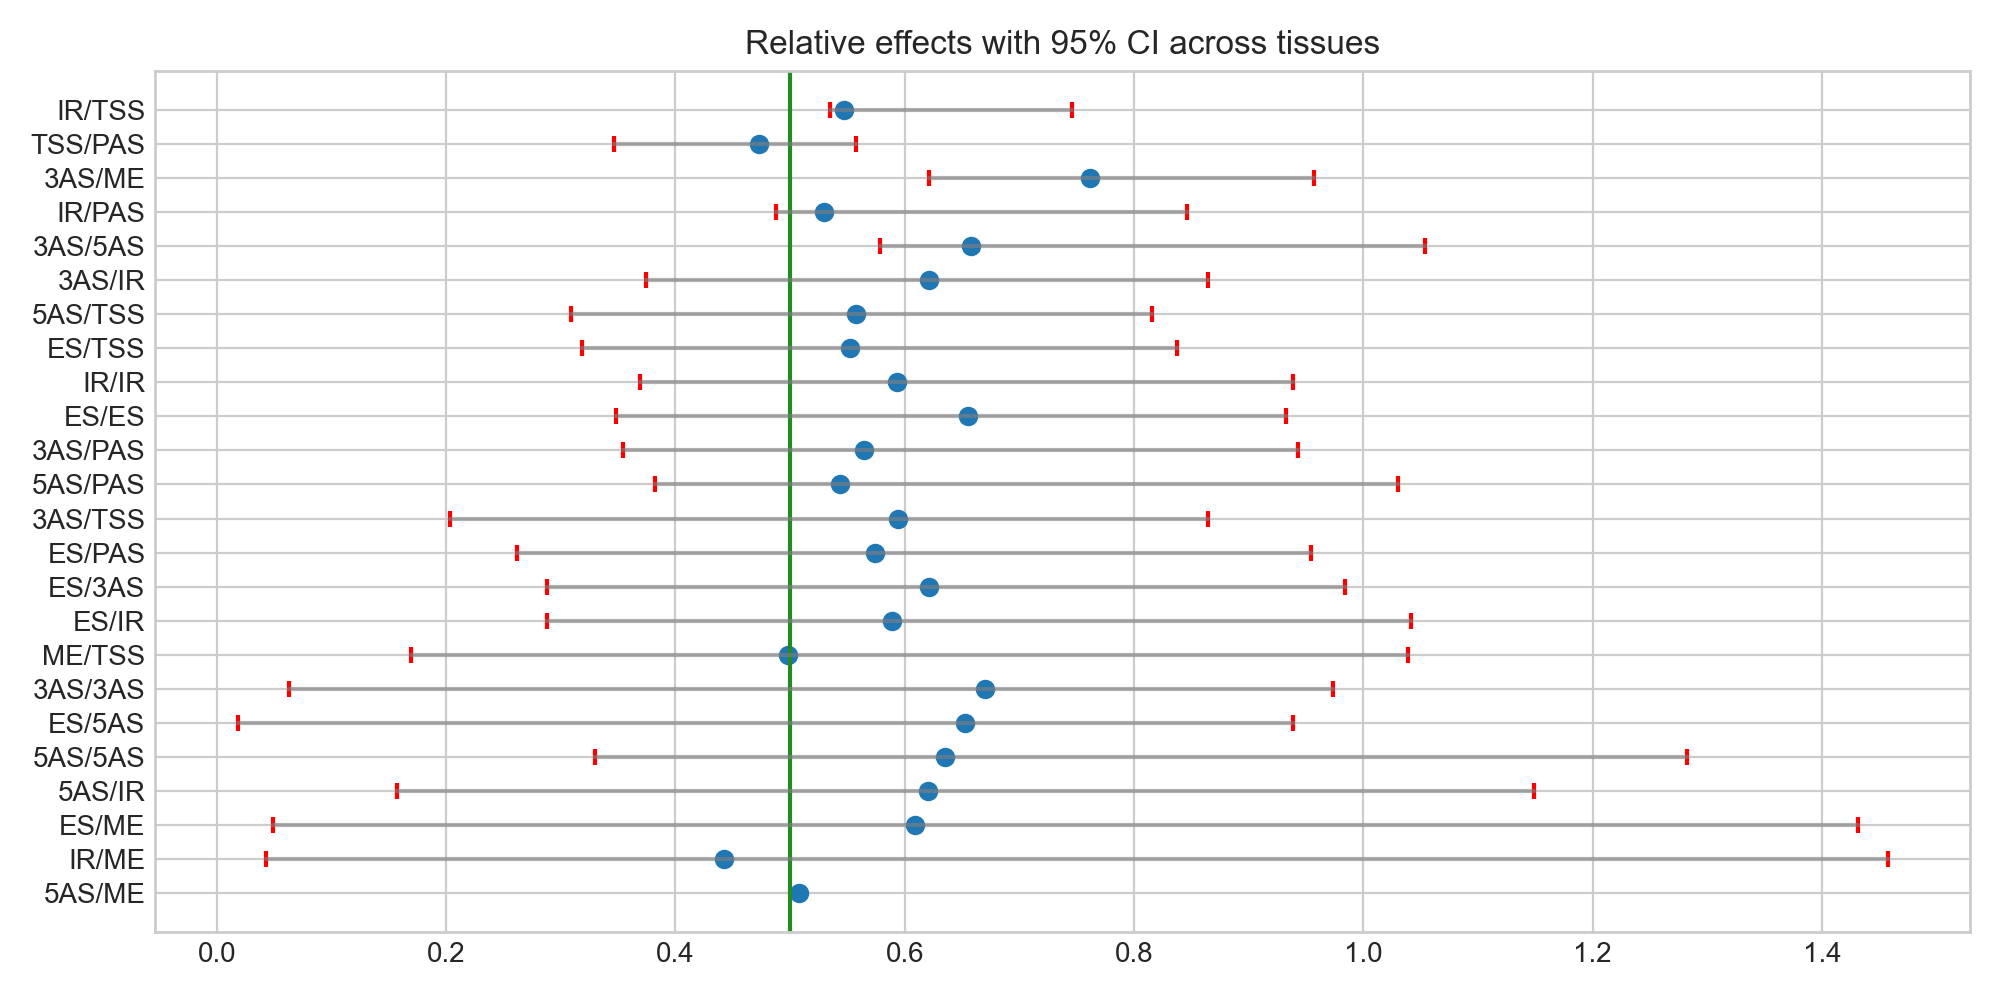 Relative effects with 95% CI across tissues
IR/TSS
TSS/PAS
3AS/ME
IR/PAS
3AS/5AS
3AS/IR
5AS/TSS
ES/TSS
IR/IR
ES/ES
3AS/PAS
5AS/PAS
3AS/TSS
ES/PAS
ES/3AS
ES/IR
ME/TSS
3AS/3AS
ES/5AS
5AS/5AS
5AS/IR
ES/ME
IR/ME
5AS/ME
0.0 0.2 0.4 0.6 0.8 1.0 1.2 1.4